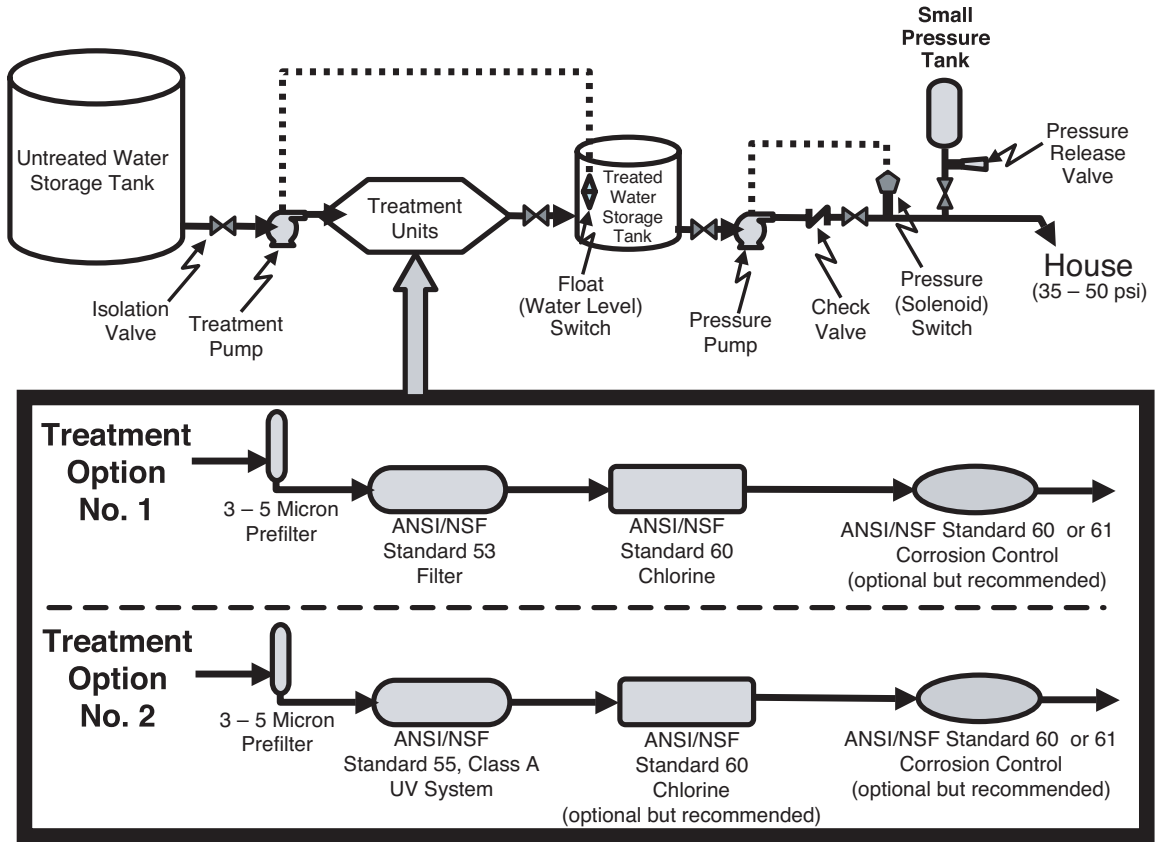 Small
Pressure
Tank
Untreated Water
Storage Tank
Treatment
Units
Treated
Water
Storage
Tank
Pressure
Release
Valve
Isolation
Valve
Treatment
Pump
Float
(Water Level)
Switch
Pressure
Pump
Check
Valve
Pressure
(Solenoid)
Switch
House
(35 – 50 psi)
Treatment
Option
No. 1
3 – 5 Micron
Prefilter
ANSI/NSF
Standard 53
Filter
ANSI/NSF
Standard 60
Chlorine
ANSI/NSF Standard 60 or 61
Corrosion Control
(optional but recommended)
Treatment
Option
No. 2
3 – 5 Micron
Prefilter
ANSI/NSF
Standard 55, Class A
UV System
ANSI/NSF
Standard 60
Chlorine
(optional but recommended)
ANSI/NSF Standard 60 or 61
Corrosion Control
(optional but recommended)